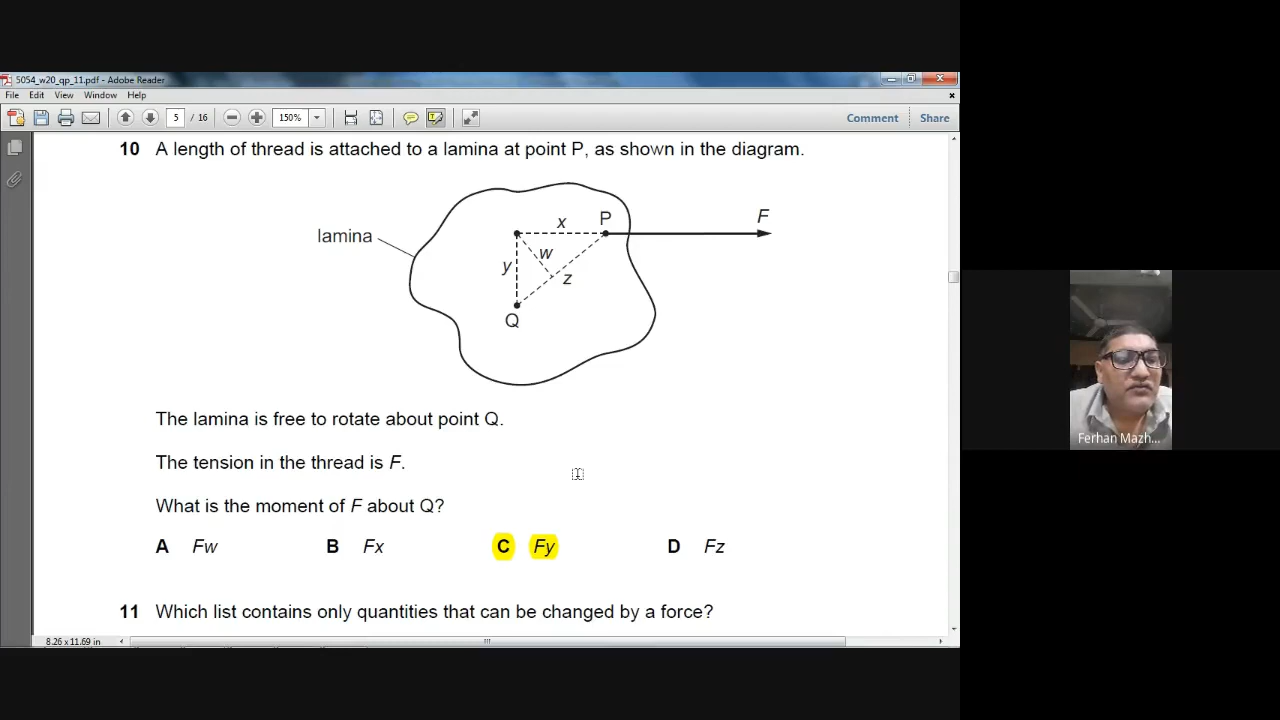 5054_w20_qp_11.pdf - Adobe Reader
File Edit View Window Help
5 / 16 150% Comment Share
10 A length of thread is attached to a lamina at point P, as shown in the diagram.
lamina
x
P
F
y
w
z
Q
The lamina is free to rotate about point Q.
The tension in the thread is F.
What is the moment of F about Q?
A Fw B Fx C Fy D Fz
11 Which list contains only quantities that can be changed by a force?
8.26 x 11.69 in
Ferhan Mazh...